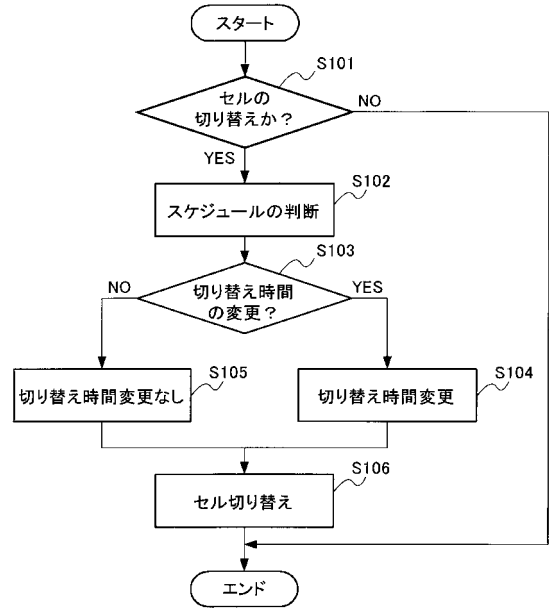 スタート
S101
セルの
切り替えか？
NO
YES
S102
スケジュールの判断
S103
切り替え時間
の変更？
NO
YES
S105
切り替え時間変更なし
S104
切り替え時間変更
S106
セル切り替え
エンド